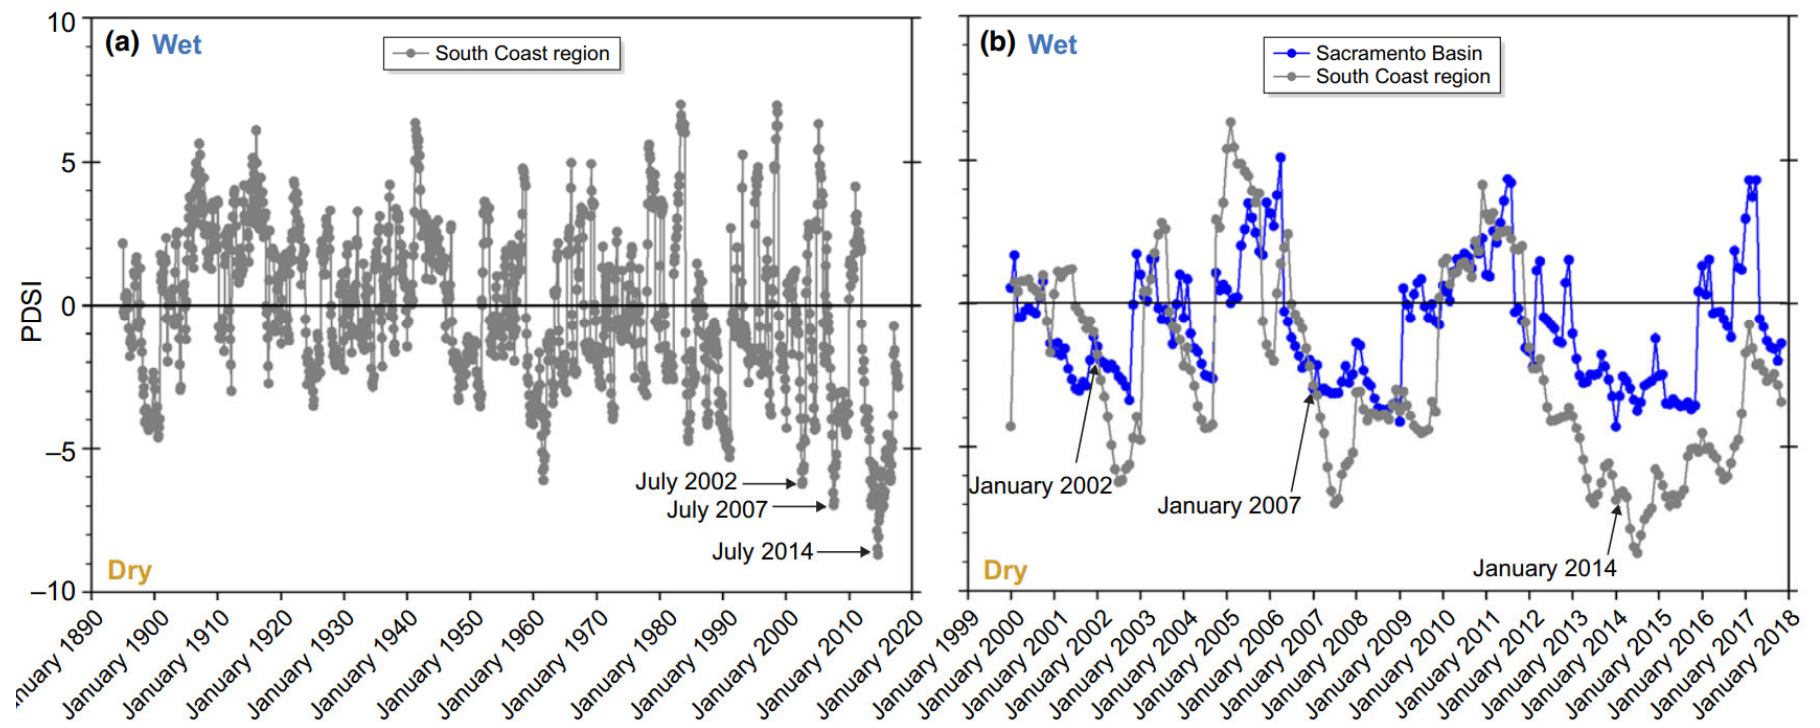 (a) Wet
South Coast region
PDSI
10
5
0
–5
–10
July 2002
July 2007
July 2014
Dry
nuary 1890
January 1900
January 1910
January 1920
January 1930
January 1940
January 1950
January 1960
January 1970
January 1980
January 1990
January 2000
January 2010
January 2020
(b) Wet
Sacramento Basin
South Coast region
January 2002
January 2007
January 2014
Dry
January 1999
January 2000
January 2001
January 2002
January 2003
January 2004
January 2005
January 2006
January 2007
January 2008
January 2009
January 2010
January 2011
January 2012
January 2013
January 2014
January 2015
January 2016
January 2017
January 2018